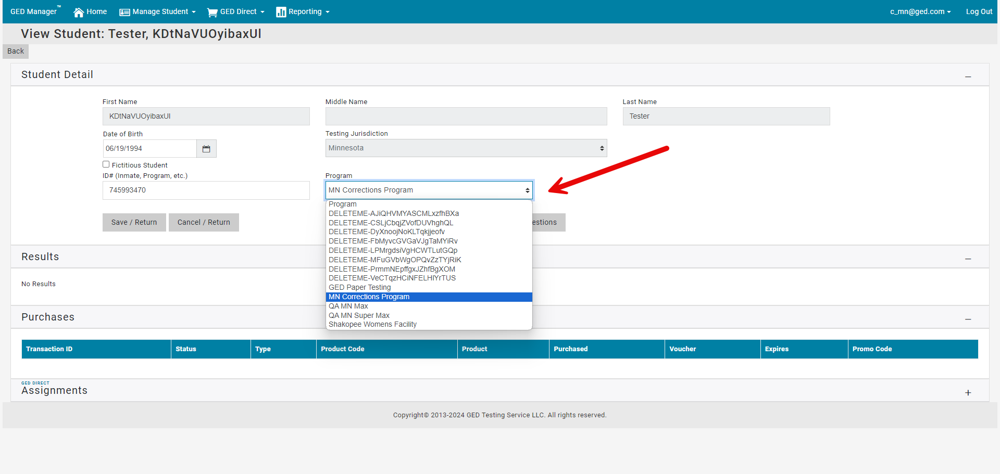 GED Manager™ Home Manage Student GED Direct Reporting c_mn@ged.com Log Out
View Student: Tester, KDtNaVUOyibaxUl
Back
Student Detail
First Name Middle Name Last Name
KDtNaVUOyibaxUl Tester
Date of Birth Testing Jurisdiction
06/19/1994 Minnesota
Fictitious Student
ID# (Inmate, Program, etc.) Program
745993470 MN Corrections Program
Program
DELETEME-AJiQHVMYASCMLxzfhBXa
DELETEME-CSLjCbqjZVofDUVhghQL
DELETEME-DyXnoojNoKLTqkjjeofv
DELETEME-FbMyvcGVGaVJgTaMYiRv
DELETEME-LPMrgdsiVgHCWTLutGQp
DELETEME-MFuGVbWgOPQvZzTYjRiK
DELETEME-PrmmNEpffgxJZhfBgXOM
DELETEME-VeCTqzHCiNFELHIYrTUS
GED Paper Testing
MN Corrections Program
QA MN Max
QA MN Super Max
Shakopee Womens Facility
Save / Return Cancel / Return estions
Results
No Results
Purchases
Transaction ID Status Type Product Code Product Purchased Voucher Expires Promo Code
GED DIRECT
Assignments
Copyright© 2013-2024 GED Testing Service LLC. All rights reserved.